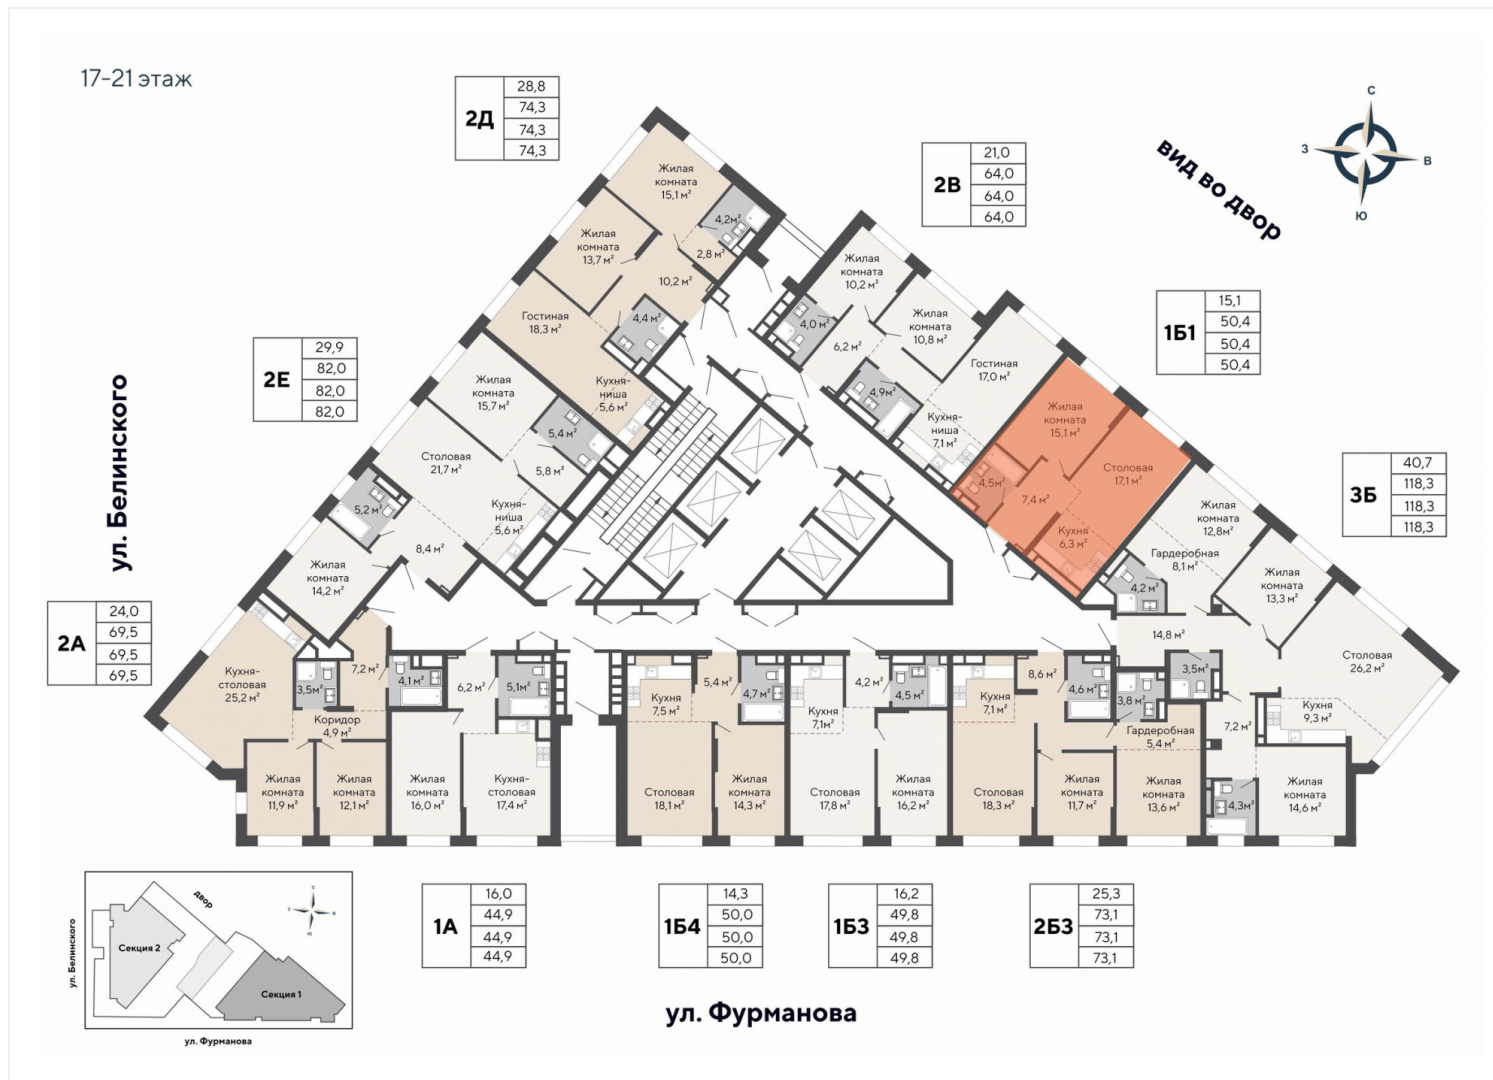 17-21 этаж
2Д
28,8
74,3
74,3
74,3
2В
21,0
64,0
64,0
64,0
С
З
В
Ю
вид во двор
1Б1
15,1
50,4
50,4
50,4
2Е
29,9
82,0
82,0
82,0
3Б
40,7
118,3
118,3
118,3
2А
24,0
69,5
69,5
69,5
ул. Белинского
Жилая
комната
15,1 м²
4,2м²
Жилая
комната
13,7 м²
2,8 м²
10,2 м²
Гостиная
18,3 м²
4,4 м²
Кухня-
ниша
5,6 м²
Жилая
комната
15,7 м²
5,4 м²
Столовая
21,7 м²
5,8 м²
5,2 м²
Кухня-
ниша
5,6 м²
8,4 м²
Жилая
комната
14,2 м²
Жилая
комната
10,2 м²
4,0 м²
6,2 м²
Жилая
комната
10,8 м²
Гостиная
17,0 м²
4,9м²
Кухня-
ниша
7,1 м²
Жилая
комната
15,1 м²
Столовая
17,1 м²
4,5м²
7,4 м²
Кухня
6,3 м²
Жилая
комната
12,8м²
Гардеробная
8,1 м²
4,2 м²
Жилая
комната
13,3 м²
14,8 м²
Столовая
26,2 м²
3,5м²
3,8 м²
7,2 м²
Кухня
9,3 м²
4,3м²
Жилая
комната
14,6 м²
Кухня-
столовая
25,2 м²
3,5м²
7,2 м²
Коридор
4,9 м²
Жилая
комната
11,9 м²
Жилая
комната
12,1 м²
4,1 м²
6,2 м²
5,1м²
Жилая
комната
16,0 м²
Кухня-
столовая
17,4 м²
Кухня
7,5 м²
5,4 м²
4,7 м²
Столовая
18,1 м²
Жилая
комната
14,3 м²
Кухня
7,1м²
4,2 м²
4,5 м²
Столовая
17,8 м²
Жилая
комната
16,2 м²
Кухня
7,1 м²
8,6 м²
4,6 м²
Гардеробная
5,4 м²
Столовая
18,3 м²
Жилая
комната
11,7 м²
Жилая
комната
13,6 м²
1А
16,0
44,9
44,9
44,9
1Б4
14,3
50,0
50,0
50,0
1Б3
16,2
49,8
49,8
49,8
2Б3
25,3
73,1
73,1
73,1
ул. Фурманова
ул. Белинского
двор
С
З
В
Ю
Секция 2
Секция 1
ул. Фурманова